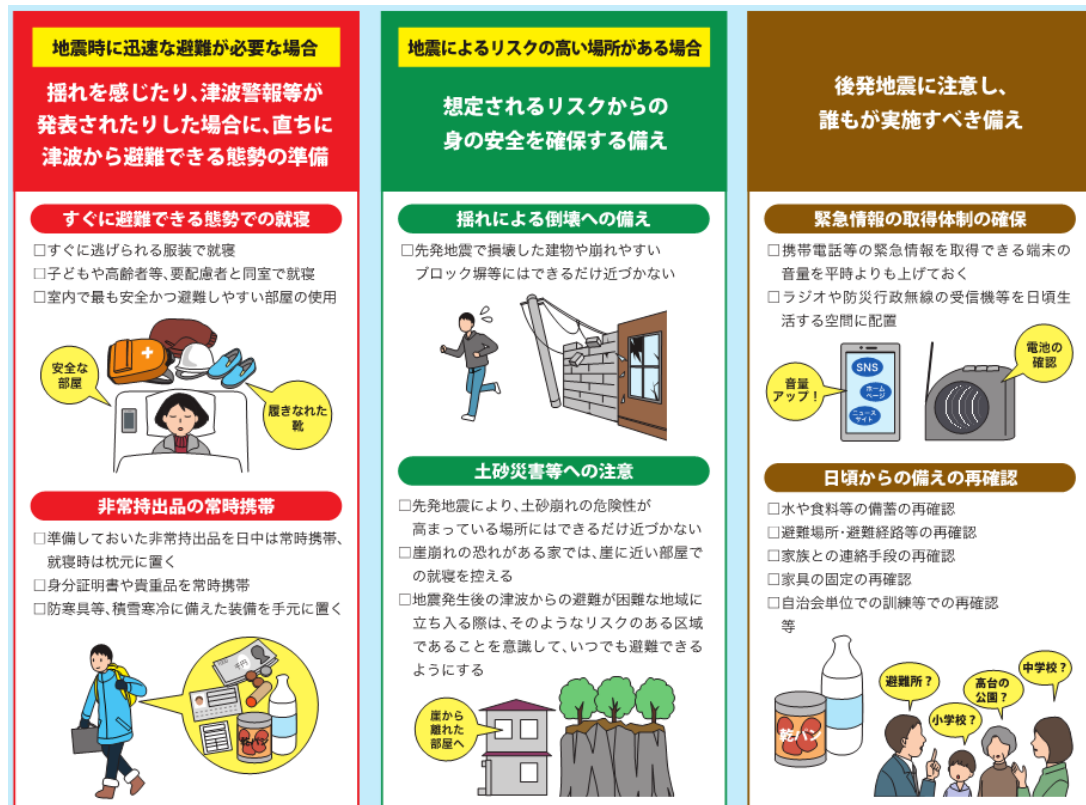 地震時に迅速な避難が必要な場合
揺れを感じたり、津波警報等が
発表されたりした場合に、直ちに
津波から避難できる態勢の準備
すぐに避難できる態勢での就寝
□すぐに逃げられる服装で就寝
□子どもや高齢者等、要配慮者と同室で就寝
□室内で最も安全かつ避難しやすい部屋の使用
安全な
部屋
履きなれた
靴
非常持出品の常時携帯
□準備しておいた非常持出品を日中は常時携帯、
就寝時は枕元に置く
□身分証明書や貴重品を常時携帯
□防寒具等、積雪寒冷に備えた装備を手元に置く
千円
乾パン
地震によるリスクの高い場所がある場合
想定されるリスクからの
身の安全を確保する備え
揺れによる倒壊への備え
□先発地震で損壊した建物や崩れやすい
ブロック塀等にはできるだけ近づかない
土砂災害等への注意
□先発地震により、土砂崩れの危険性が
高まっている場所にはできるだけ近づかない
□崖崩れの恐れがある家では、崖に近い部屋で
の就寝を控える
□地震発生後の津波からの避難が困難な地域に
立ち入る際は、そのようなリスクのある区域
であることを意識して、いつでも避難できる
ようにする
崖から
離れた
部屋へ
後発地震に注意し、
誰もが実施すべき備え
緊急情報の取得体制の確保
□携帯電話等の緊急情報を取得できる端末の
音量を平時よりも上げておく
□ラジオや防災行政無線の受信機等を日頃生
活する空間に配置
音量
アップ！
SNS
ホーム
ページ
ニュース
サイト
電池の
確認
日頃からの備えの再確認
□水や食料等の備蓄の再確認
□避難場所・避難経路等の再確認
□家族との連絡手段の再確認
□家具の固定の再確認
□自治会単位での訓練等での再確認
等
乾パン
避難所？
小学校？
高台の
公園？
中学校？